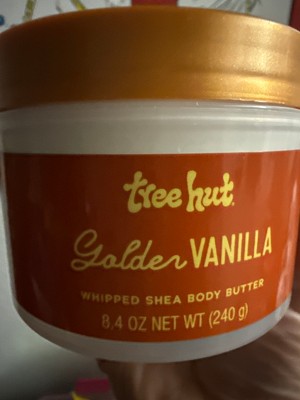 tree hut.
Golden VANILLA
WHIPPED SHEA BODY BUTTER
8.4 OZ NET WT (240 g)